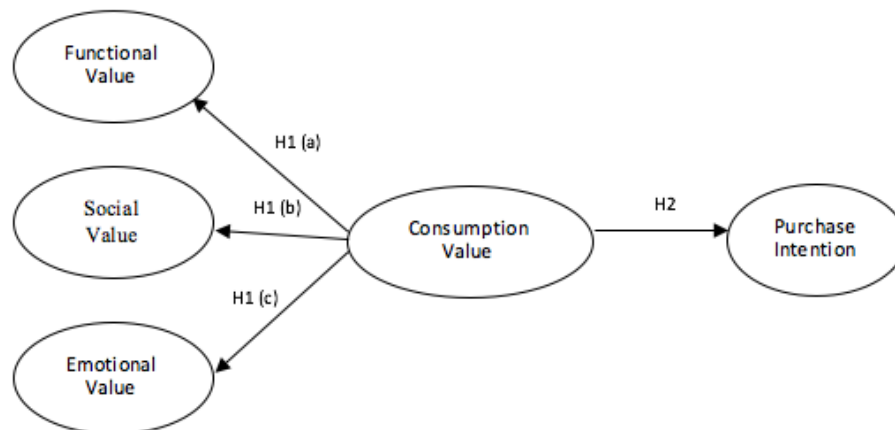 Functional
Value
H1 (a)
Social
Value
H1 (b)
Consumption
Value
H2
Purchase
Intention
H1 (c)
Emotional
Value